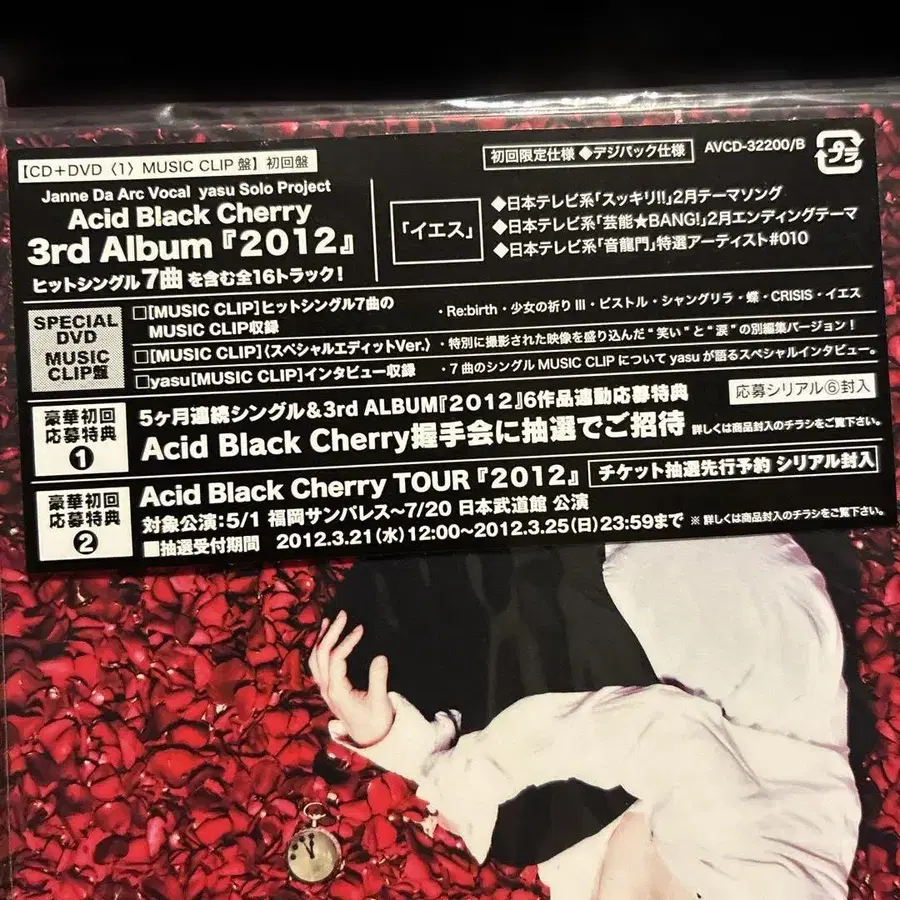 【CD+DVD〈1〉MUSIC CLIP 盤】初回盤
初回限定仕様 ◆デジパック仕様
AVCD-32200/B
プラ
Janne Da Arc Vocal yasu Solo Project
Acid Black Cherry
3rd Album『2012』
ヒットシングル7曲を含む全16トラック!
「イエス」
◆日本テレビ系「スッキリ!!」2月テーマソング
◆日本テレビ系「芸能★BANG!」2月エンディングテーマ
◆日本テレビ系「音龍門」特選アーティスト#010
SPECIAL
DVD
MUSIC
CLIP盤
□[MUSIC CLIP]ヒットシングル7曲の
MUSIC CLIP収録
・Re:birth・少女の祈りIII・ピストル・シャングリラ・蝶・CRISIS・イエス
□[MUSIC CLIP]〈スペシャルエディットVer.〉
・特別に撮影された映像を盛り込んだ“笑い”と“涙”の別編集バージョン!
□yasu[MUSIC CLIP]インタビュー収録
・7曲のシングル MUSIC CLIP について yasu が語るスペシャルインタビュー。
豪華初回
応募特典
❶
5ヶ月連続シングル&3rd ALBUM『2012』6作品連動応募特典
応募シリアル⑥封入
Acid Black Cherry握手会に抽選でご招待
詳しくは商品封入のチラシをご覧下さい。
豪華初回
応募特典
❷
Acid Black Cherry TOUR『2012』
チケット抽選先行予約 シリアル封入
対象公演:5/1 福岡サンパレス~7/20 日本武道館 公演
■抽選受付期間 2012.3.21(水)12:00~2012.3.25(日)23:59まで
※ 詳しくは商品封入のチラシをご覧下さい。